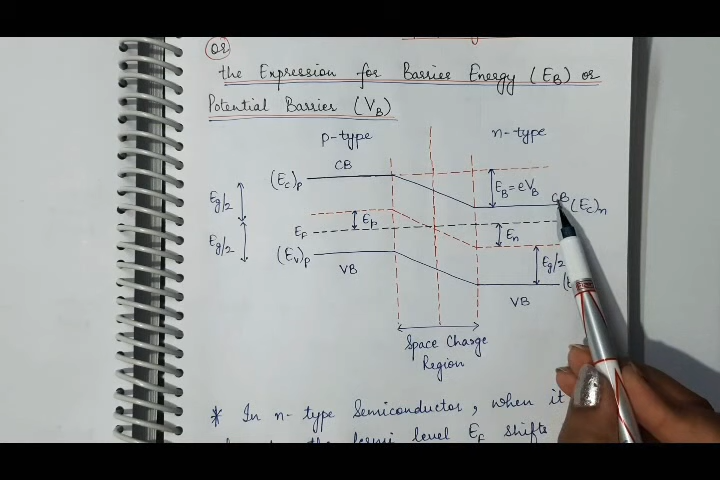 or
the Expression for Barrier Energy (EB) or
Potential Barrier (VB)
p-type
n-type
CB
(Ec)p
EB = eVB
CB
(Ec)n
Eg/2
Ep
EF
En
Eg/2
(Ev)p
VB
Eg/2
VB
Space Charge
Region
* In n-type Semiconductor, when it
the fermi level EF shifts